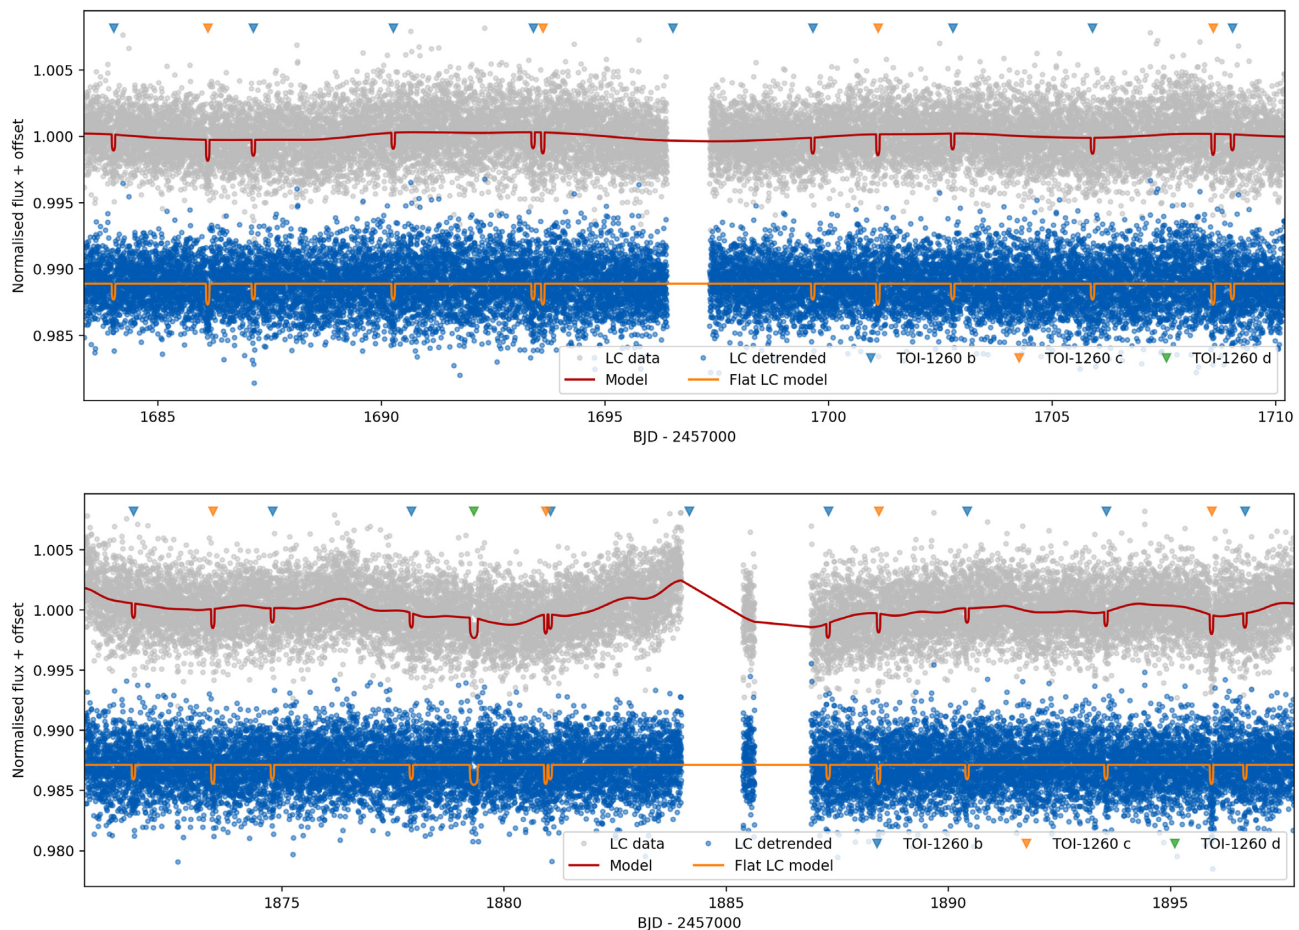 1.005
1.000
0.995
0.990
0.985
Normalised flux + offset
LC data LC detrended TOI-1260 b TOI-1260 c TOI-1260 d
Model Flat LC model
1685 1690 1695 1700 1705 1710
BJD - 2457000
1.005
1.000
0.995
0.990
0.985
0.980
Normalised flux + offset
LC data LC detrended TOI-1260 b TOI-1260 c TOI-1260 d
Model Flat LC model
1875 1880 1885 1890 1895
BJD - 2457000